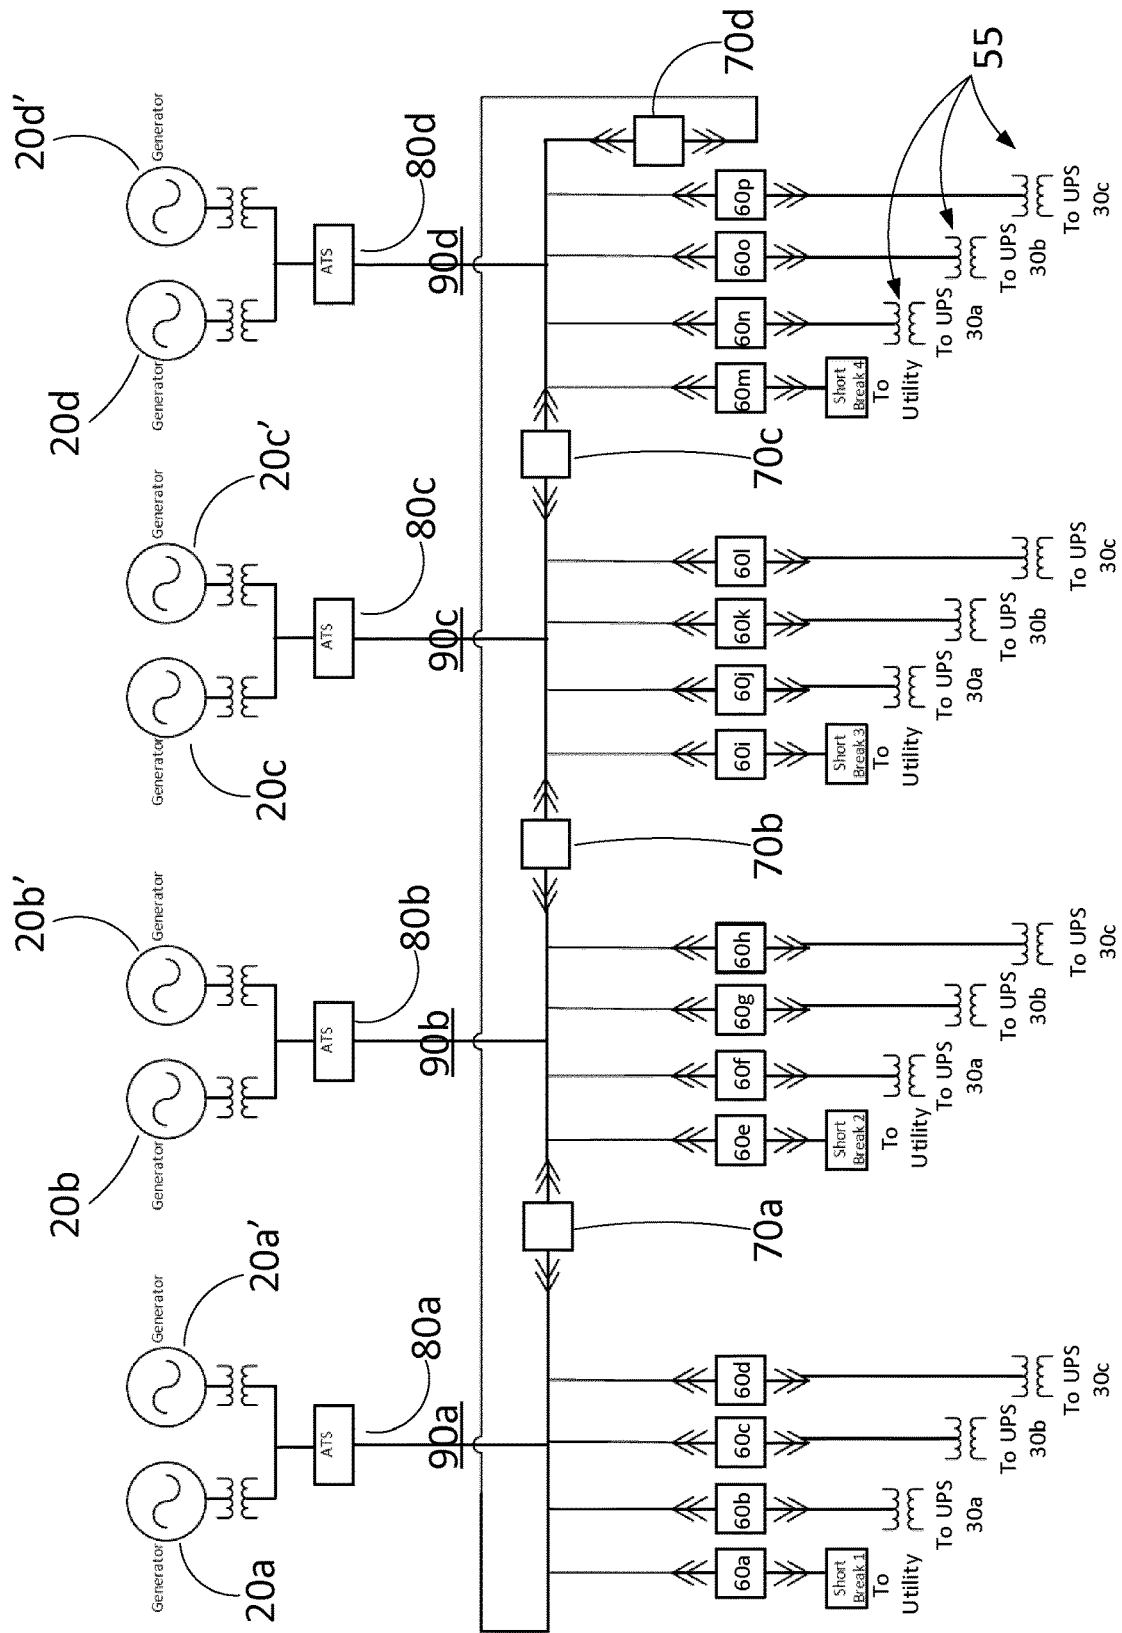 20a
20a’
20b
20b’
20c
20c’
20d
20d’
Generator
Generator
Generator
Generator
Generator
Generator
Generator
Generator
ATS
ATS
ATS
ATS
80a
80b
80c
80d
90a
90b
90c
90d
70a
70b
70c
70d
60a
60b
60c
60d
60e
60f
60g
60h
60i
60j
60k
60l
60m
60n
60o
60p
Short
Break 1
To
Utility
To UPS
30a
To UPS
30b
To UPS
30c
Short
Break 2
To
Utility
To UPS
30a
To UPS
30b
To UPS
30c
Short
Break 3
To
Utility
To UPS
30a
To UPS
30b
To UPS
30c
Short
Break 4
To
Utility
To UPS
30a
To UPS
30b
To UPS
30c
55